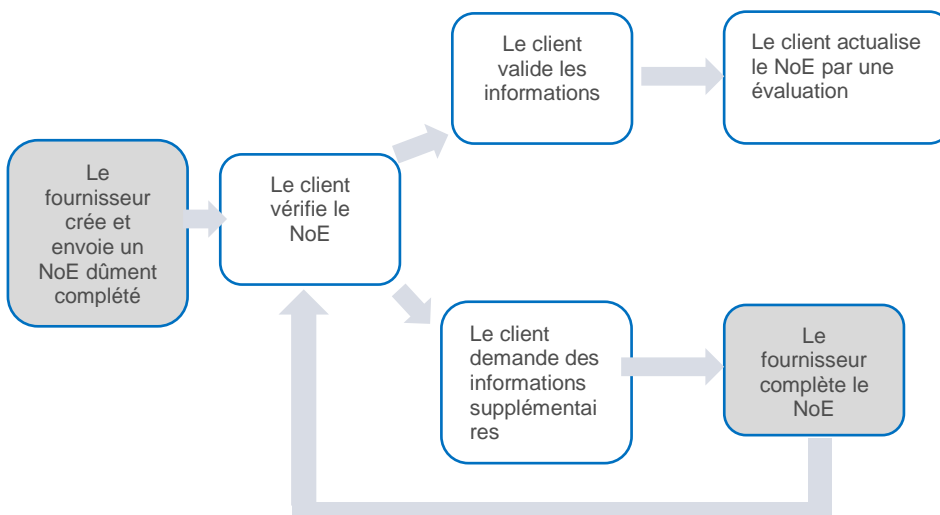 Le
fournisseur
crée et
envoie un
NoE dûment
complété
Le client
vérifie le
NoE
Le client
valide les
informations
Le client actualise
le NoE par une
évaluation
Le client
demande des
informations
supplémentai
res
Le
fournisseur
complète le
NoE